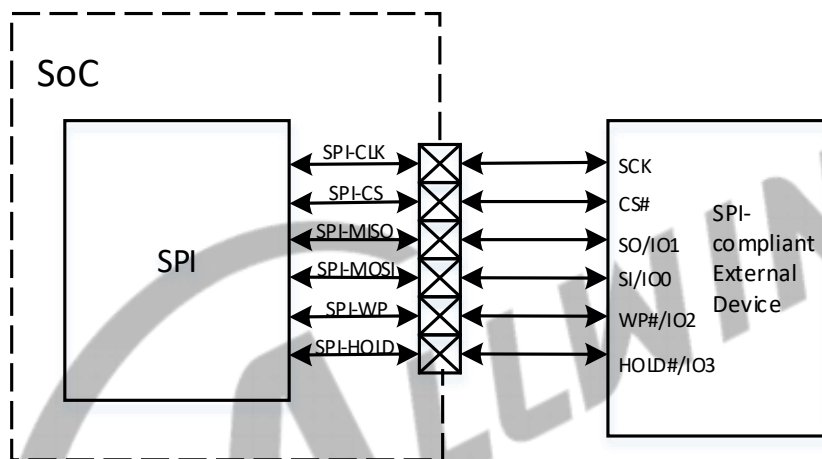 SoC
SPI
SPI-CLK
SPI-CS
SPI-MISO
SPI-MOSI
SPI-WP
SPI-HOLD
SCK
CS#
SO/IO1
SI/IO0
WP#/IO2
HOLD#/IO3
SPI-
compliant
External
Device
ALLWIN